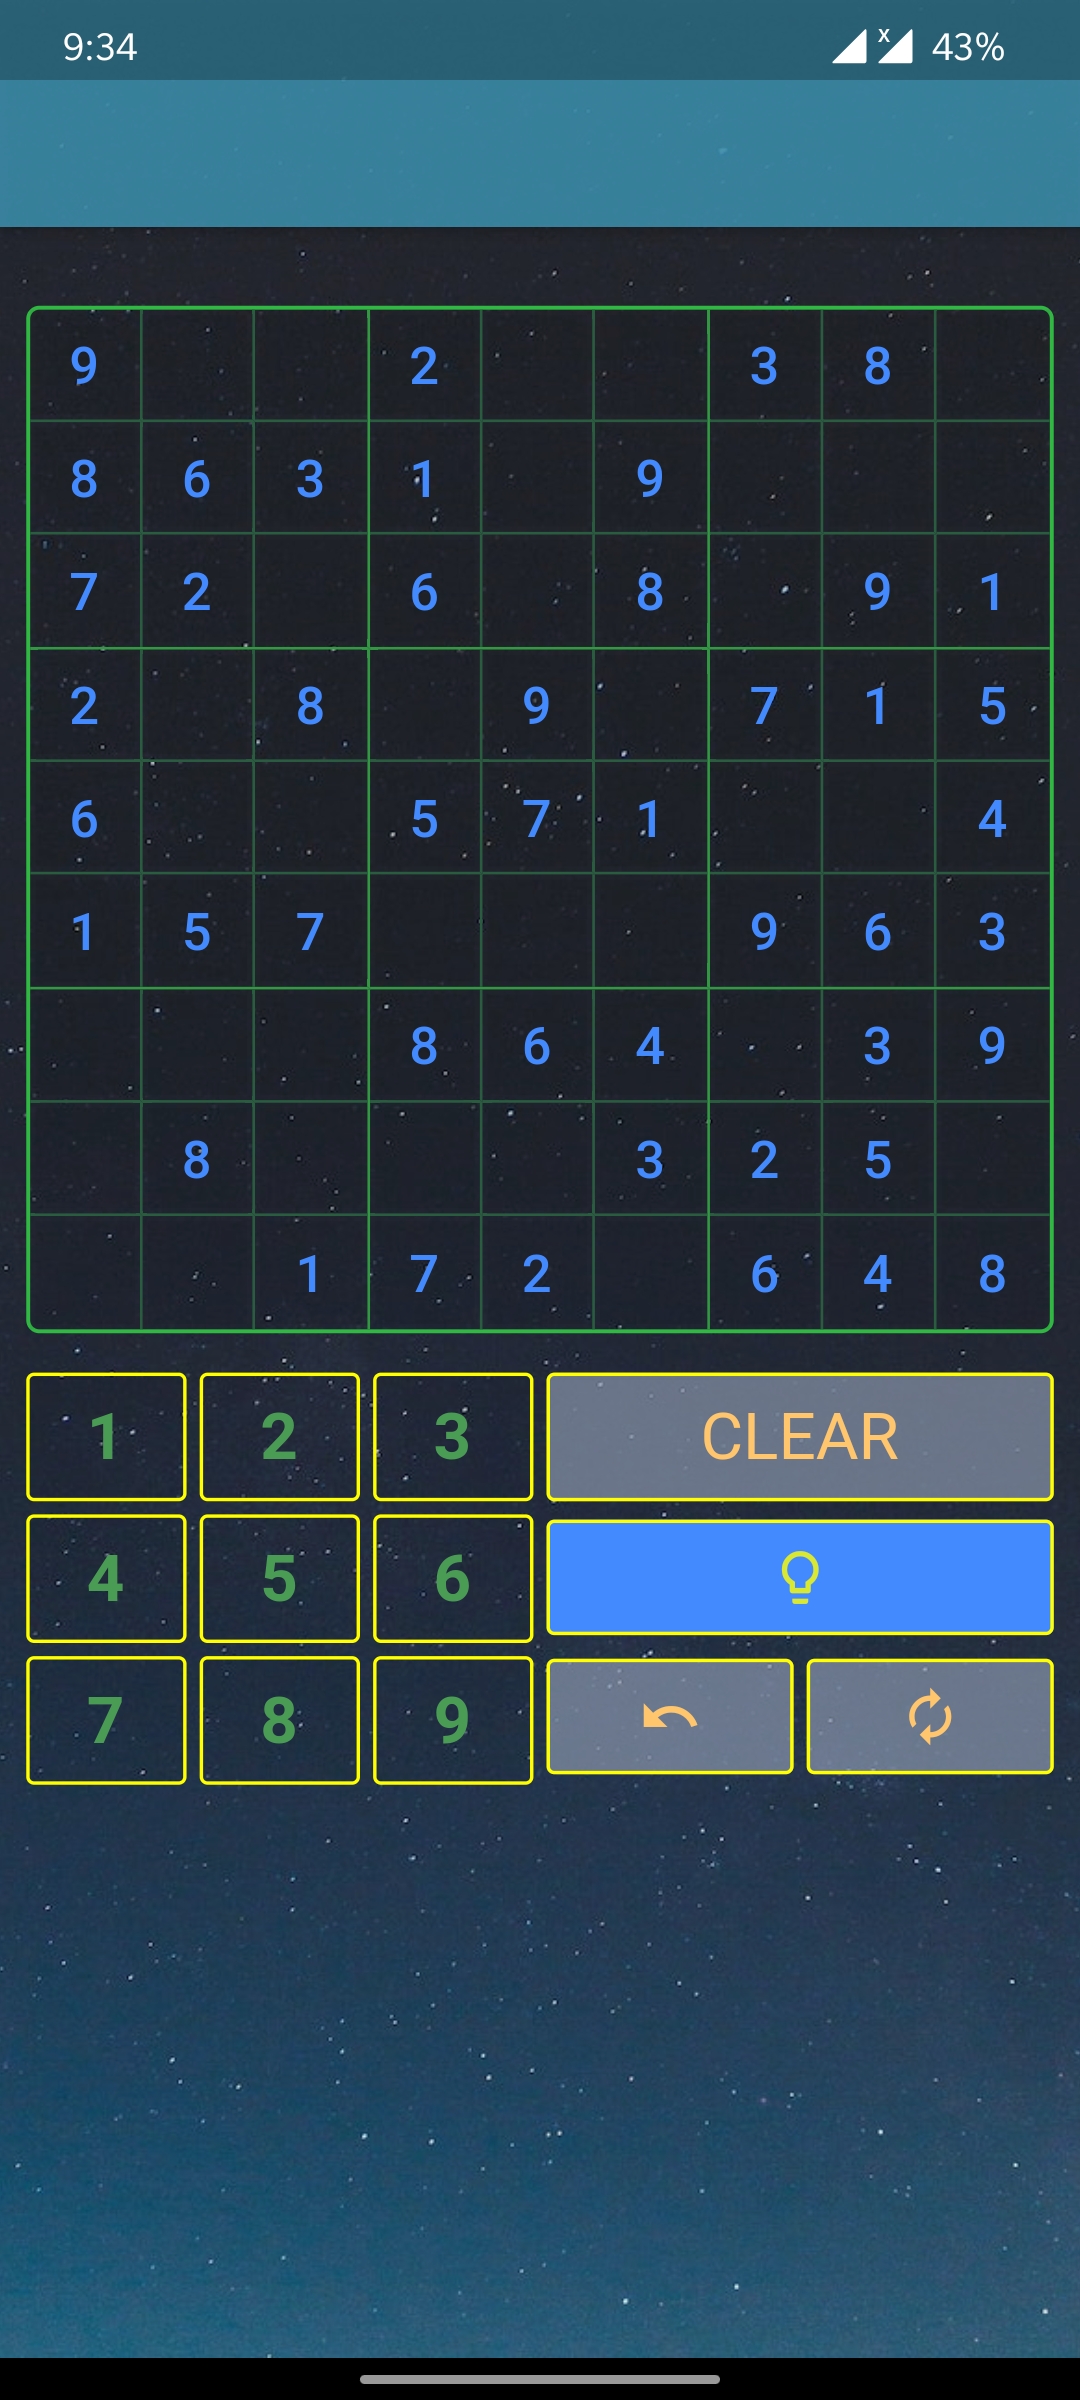 9:34 x 43%
9 2 3 8
8 6 3 1 9
7 2 6 8 9 1
2 8 9 7 1 5
6 5 7 1 4
1 5 7 9 6 3
8 6 4 3 9
8 3 2 5
1 7 2 6 4 8
1 2 3 CLEAR
4 5 6
7 8 9